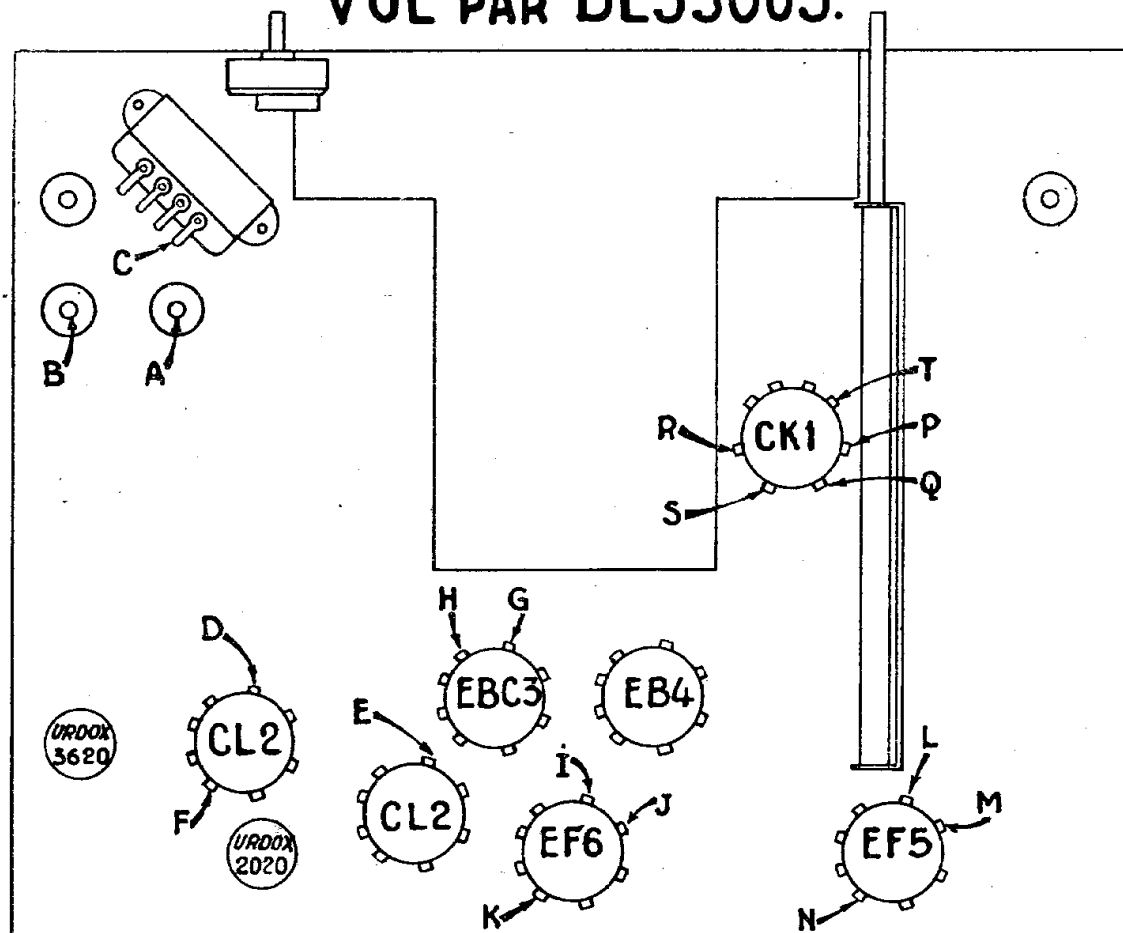 VUE PAR DESSOUS.
C
B A
T
R CK1 P
S Q
H G
D
EBC3 EB4
E
URDOX
3620
CL2
L
I
F CL2 J M
URDOX
2020
EF6 EF5
K N